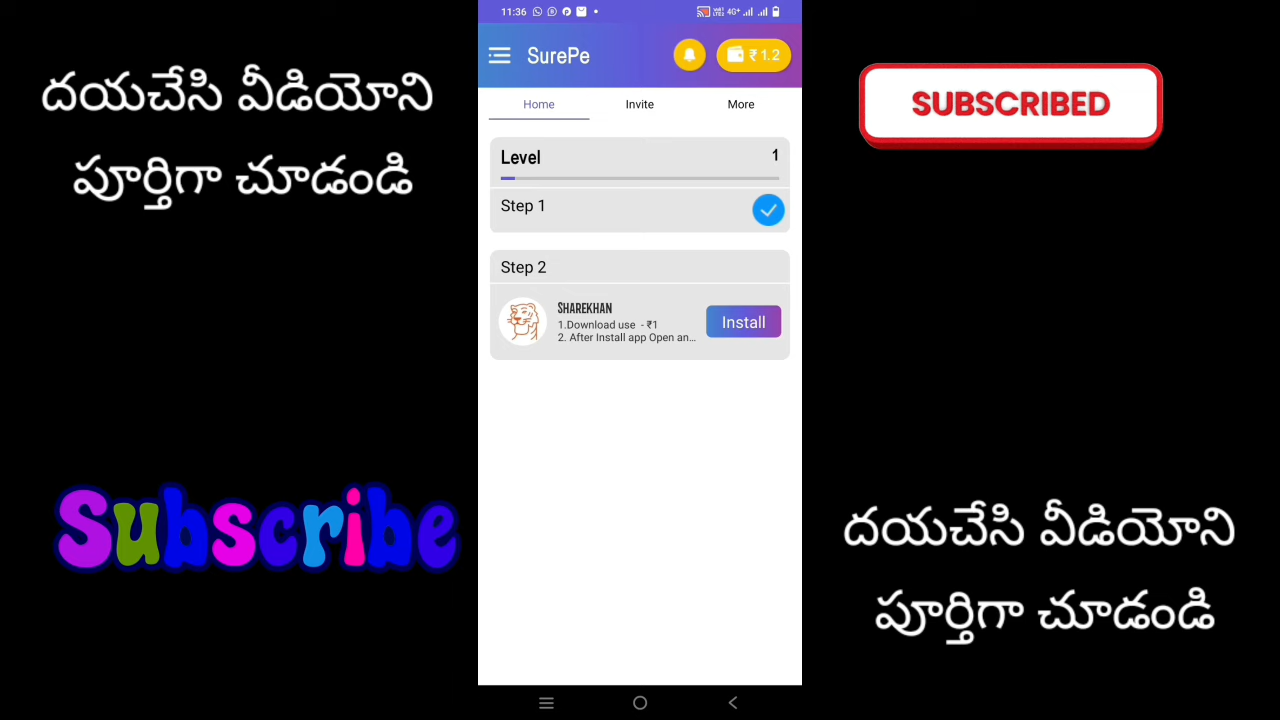 దయచేసి వీడియోని
పూర్తిగా చూడండి
Subscribe
11:36
4G+
SurePe
₹ 1.2
Home
Invite
More
Level
1
Step 1
Step 2
SHAREKHAN
1.Download use - ₹1
2. After Install app Open an...
Install
SUBSCRIBED
దయచేసి వీడియోని
పూర్తిగా చూడండి